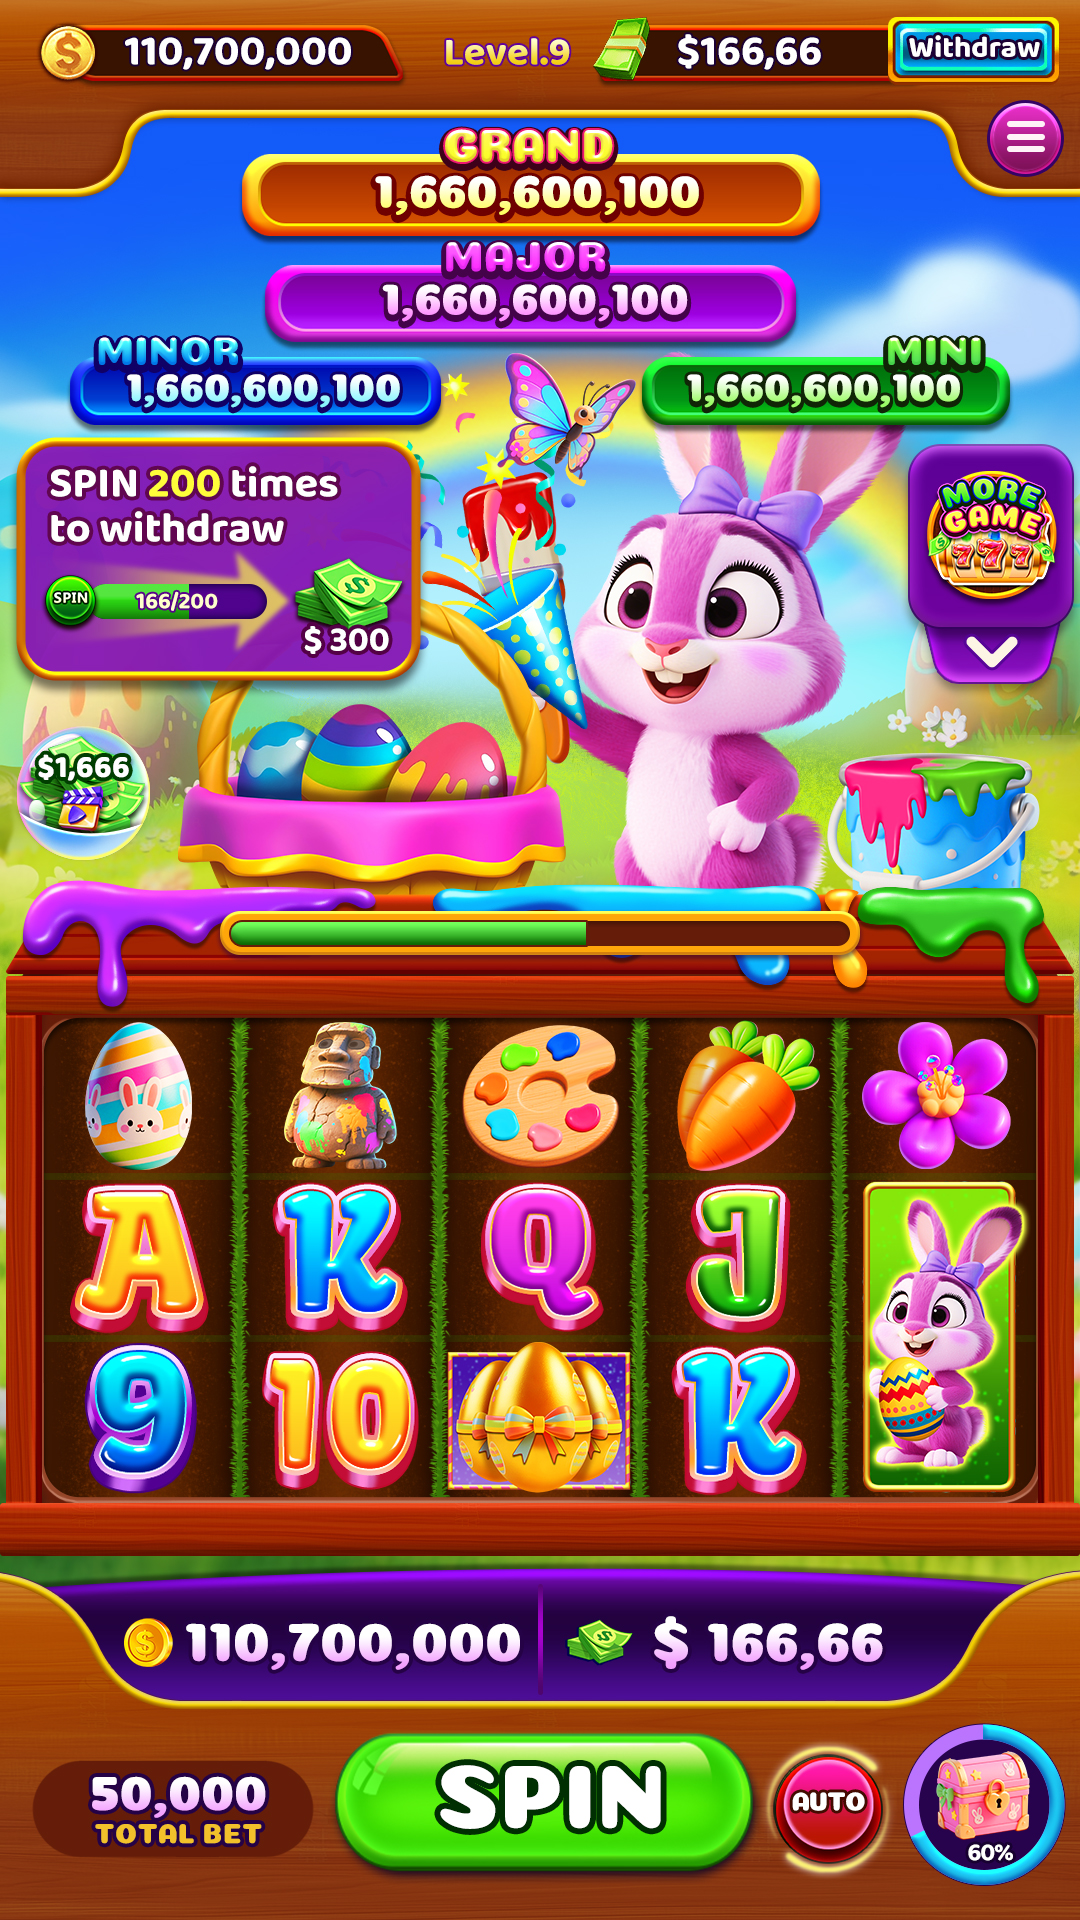 110,700,000
Level.9
$166,66
Withdraw
GRAND
1,660,600,100
MAJOR
1,660,600,100
MINOR
1,660,600,100
MINI
1,660,600,100
SPIN 200 times
to withdraw
SPIN
166/200
$ 300
MORE
GAME
777
$1,666
A
K
Q
J
9
10
K
110,700,000
$ 166,66
50,000
TOTAL BET
SPIN
AUTO
60%